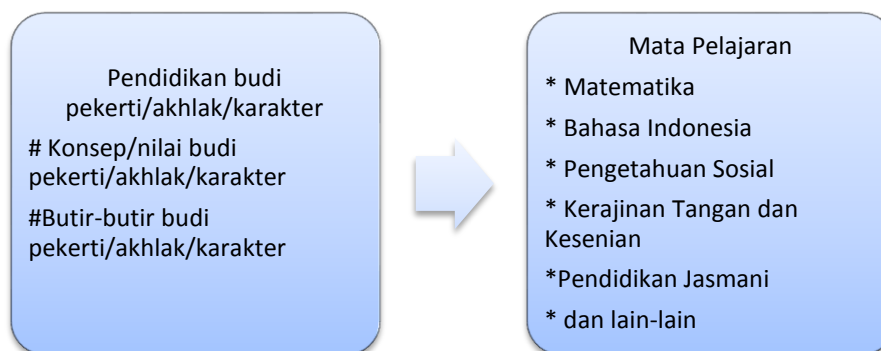 Pendidikan budi
pekerti/akhlak/karakter
# Konsep/nilai budi
pekerti/akhlak/karakter
#Butir-butir budi
pekerti/akhlak/karakter
Mata Pelajaran
* Matematika
* Bahasa Indonesia
* Pengetahuan Sosial
* Kerajinan Tangan dan
Kesenian
*Pendidikan Jasmani
* dan lain-lain